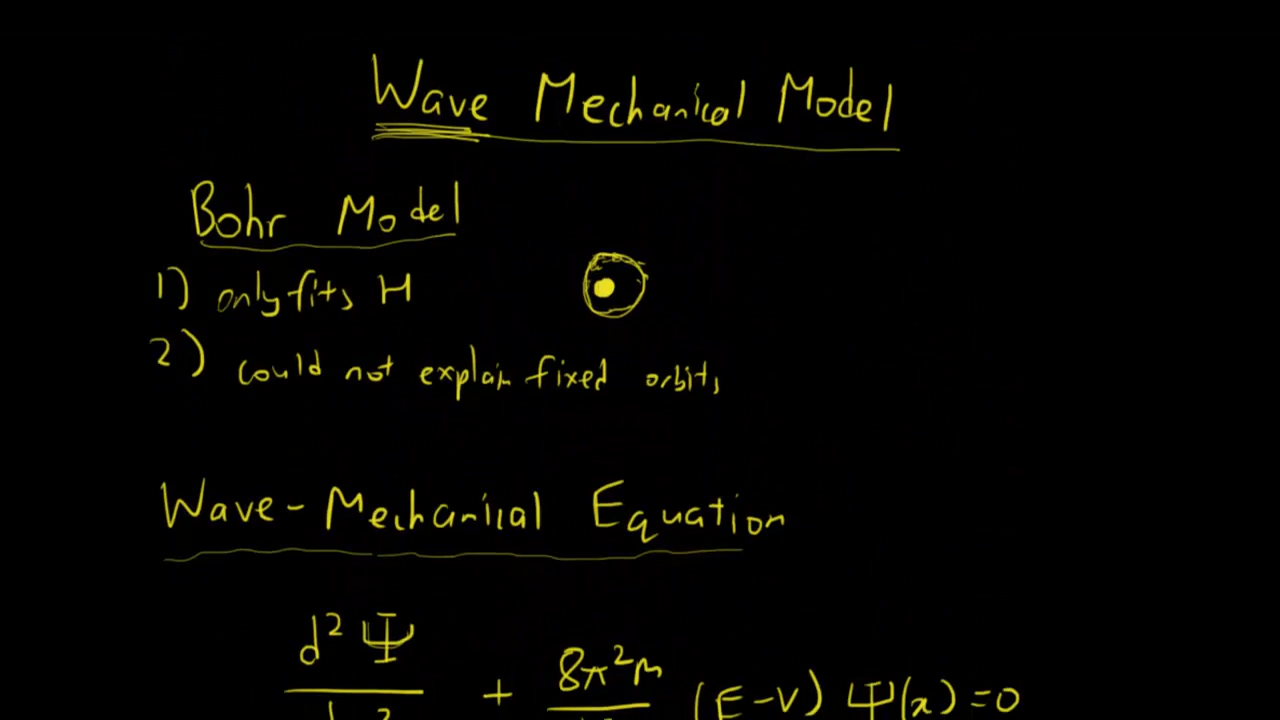 Wave Mechanical Model
Bohr Model
1) only fits H
2) could not explain fixed orbits
Wave-Mechanical Equation
d² Ψ + 8π²m (E-V) Ψ(x) = 0